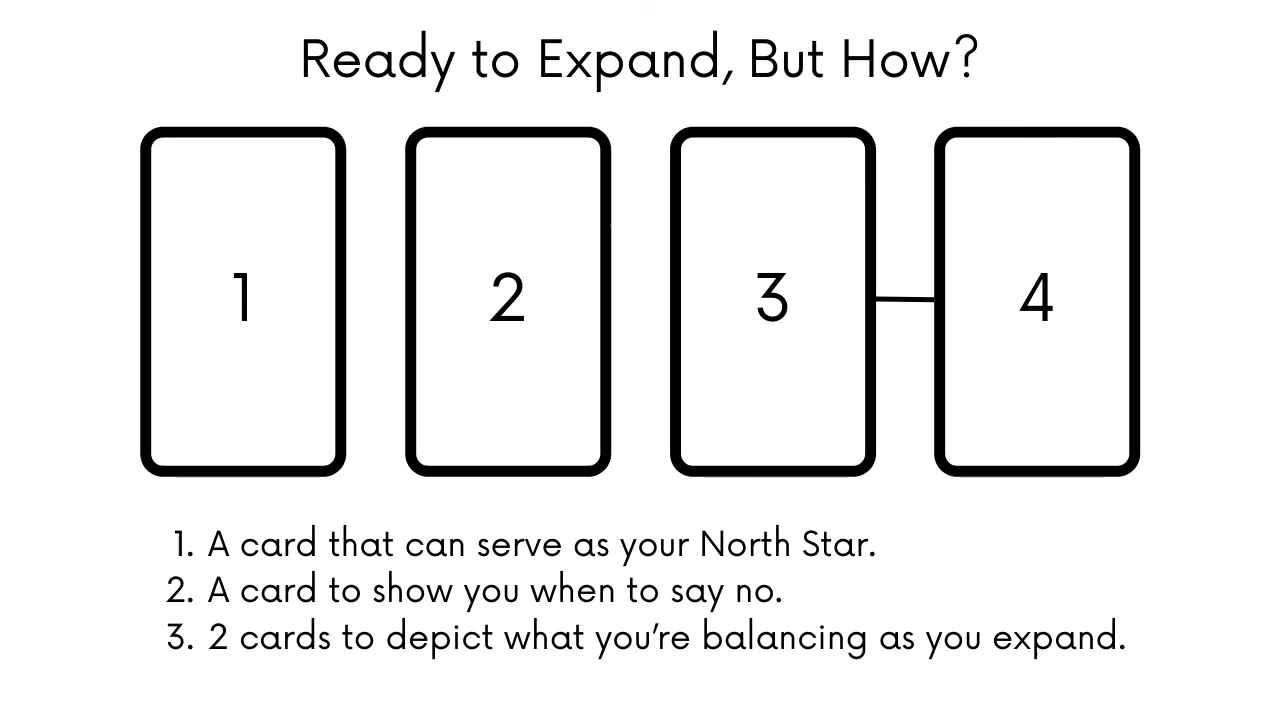 Ready to Expand, But How?
1
2
3
4
1. A card that can serve as your North Star.
2. A card to show you when to say no.
3. 2 cards to depict what you’re balancing as you expand.